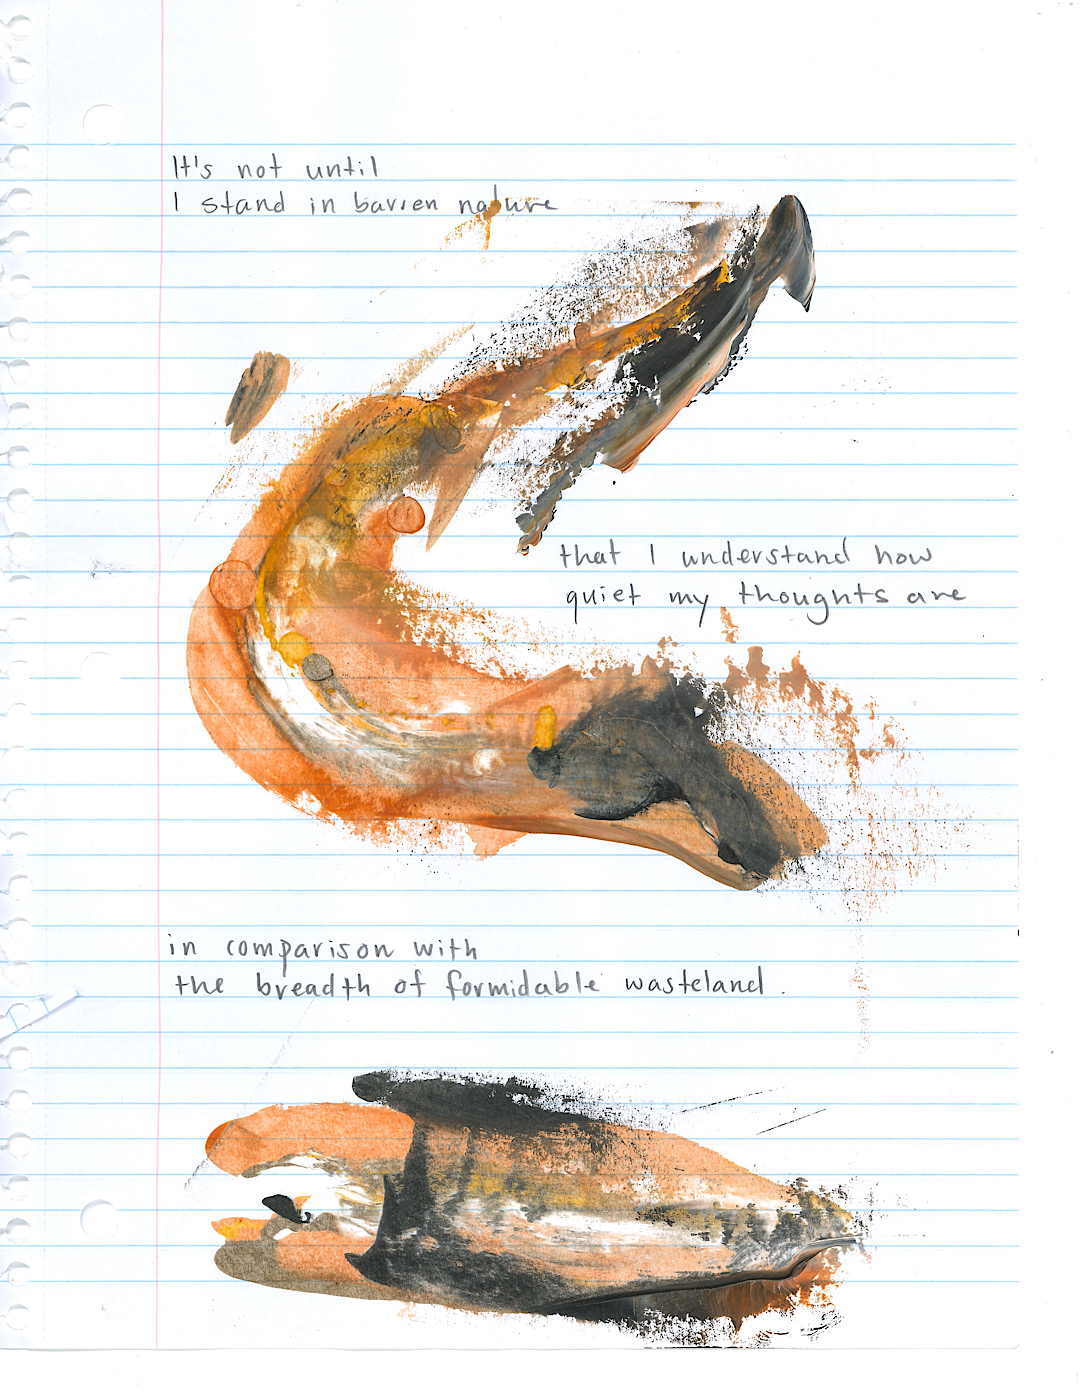 It's not until
I stand in barren nature
that I understand how
quiet my thoughts are
in comparison with
the breadth of formidable wasteland.